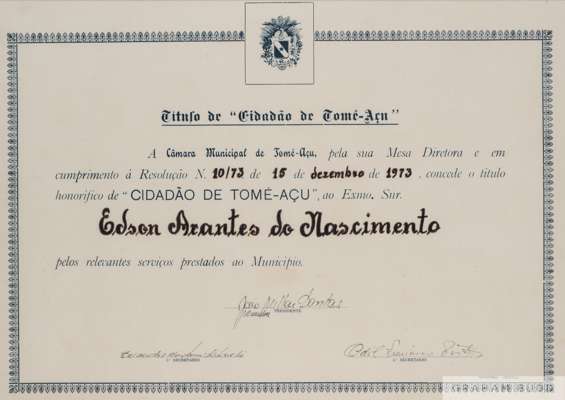 Título de "Cidadão de Tomé-Açu"
A Câmara Municipal de Tomé-Açu, pela sua Mesa Diretora e em
cumprimento á Resolução N. 10/73 de 15 de dezembro de 1973, concede o título
honorífico de "CIDADÃO DE TOMÉ-AÇU", ao Exmo. Sur.
Edson Arantes do Nascimento
pelos relevantes serviços prestados ao Município.
PRESIDENTE
1º SECRETÁRIO
2º SECRETÁRIO
GRAHAM BUDD